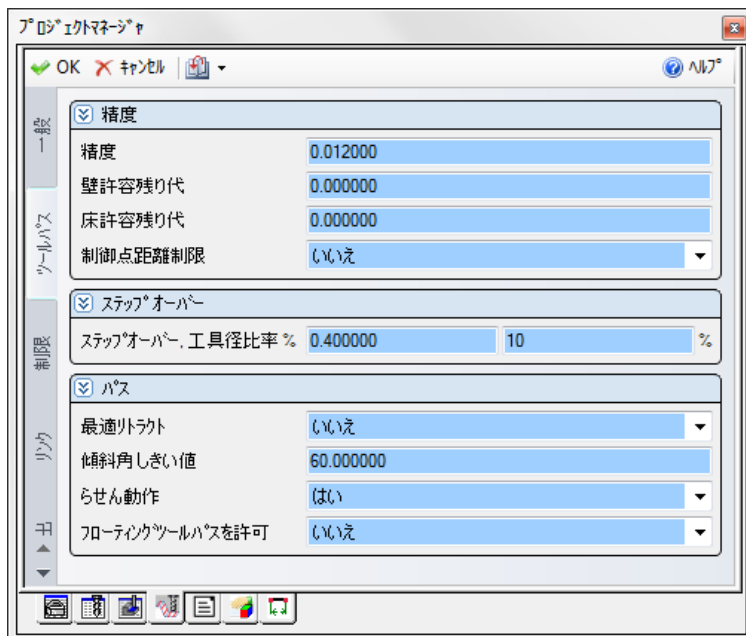 プロジェクトマネージャ
OK キャンセル ヘルプ
一般
ツールパス
制限
リンク
精度
精度 0.012000
壁許容残り代 0.000000
床許容残り代 0.000000
制御点距離制限 いいえ
ステップオーバー
ステップオーバー, 工具径比率 % 0.400000 10 %
パス
最適リトラクト いいえ
傾斜角しきい値 60.000000
らせん動作 はい
フローティングツールパスを許可 いいえ